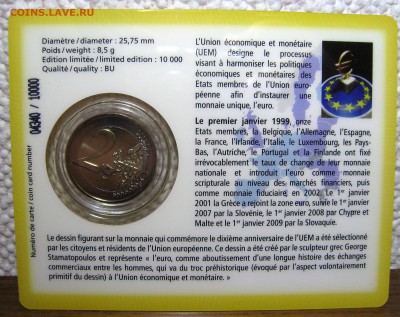 COINS.LAVE.RU
Diamètre / diameter : 25,75 mm
Poids / weight : 8,5 g
Edition limitée / limited edition : 10 000
Qualité / quality : BU
L'Union économique et monétaire
(UEM) designe le processus
visant à harmoniser les politiques
économiques et monétaires des
Etats membres de l'Union euro-
péenne afin d'instaurer une
monnaie unique, l'euro.
Le premier janvier 1999, onze
Etats membres, la Belgique, l'Allemagne, l'Espagne,
la France, l'Irlande, l'Italie, le Luxembourg, les Pays-
Bas, l'Autriche, le Portugal et la Finlande ont fixé
irrévocablement le taux de change de leur monnaie
nationale et introduit l'euro comme monnaie
scripturale au niveau des marchés financiers, puis
comme monnaie fiduciaire, en 2002. Le 1er janvier
2001 la Grèce a rejoint la zone euro, suivie le 1er janvier
2007 par la Slovénie, le 1er janvier 2008 par Chypre et
Malte et le 1er janvier 2009 par la Slovaquie.
Numéro de carte / coin card number
04340 / 10000
2
Le dessin figurant sur la monnaie qui commémore le dixième anniversaire de l'UEM a été sélectionné
par les citoyens et résidents de l'Union européenne. Ce dessin a été créé par le sculpteur grec George
Stamatopoulos et représente « l'euro, comme aboutissement d'une longue histoire des échanges
commerciaux entre les hommes, qui va du troc préhistorique (évoqué par l'aspect volontairement
primitif du dessin) à l'Union économique et monétaire. »